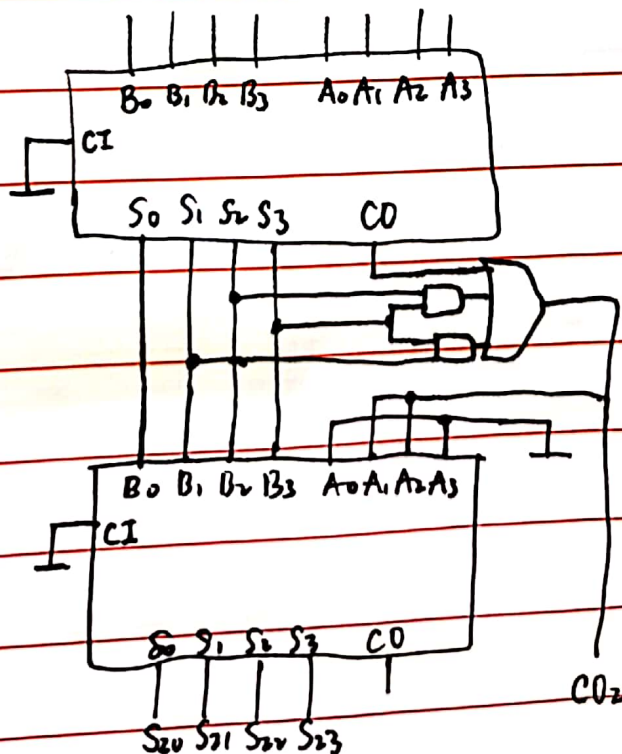 B0 B1 B2 B3 A0 A1 A2 A3
CI
S0 S1 S2 S3 CO
B0 B1 B2 B3 A0 A1 A2 A3
CI
S0 S1 S2 S3 CO
S20 S21 S22 S23
CO2